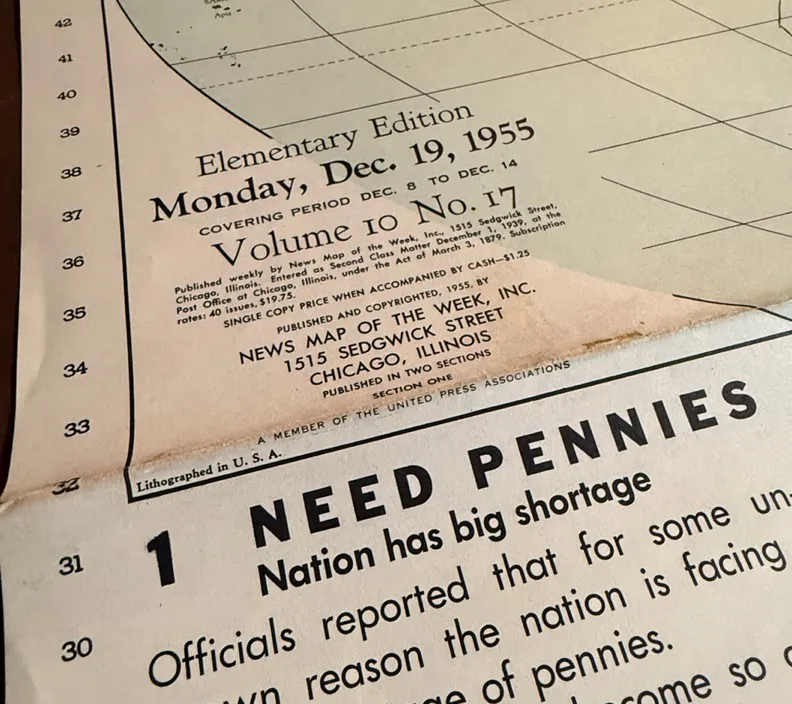 Apia
42
41
40
39
38
37
36
35
34
33
32
31
30
Elementary Edition
Monday, Dec. 19, 1955
COVERING PERIOD DEC. 8 TO DEC. 14
Volume 10 No. 17
Published weekly by News Map of the Week, Inc., 1515 Sedgwick Street,
Chicago, Illinois. Entered as Second Class Matter December 1, 1939, at the
Post Office at Chicago, Illinois, under the Act of March 3, 1879. Subscription
rates: 40 issues, $19.75.
SINGLE COPY PRICE WHEN ACCOMPANIED BY CASH—$1.25
PUBLISHED AND COPYRIGHTED, 1955, BY
NEWS MAP OF THE WEEK, INC.
1515 SEDGWICK STREET
CHICAGO, ILLINOIS
PUBLISHED IN TWO SECTIONS
SECTION ONE
A MEMBER OF THE UNITED PRESS ASSOCIATIONS
Lithographed in U. S. A.
1 NEED PENNIES
Nation has big shortage
Officials reported that for some un-
wn reason the nation is facing
ge of pennies.
come so